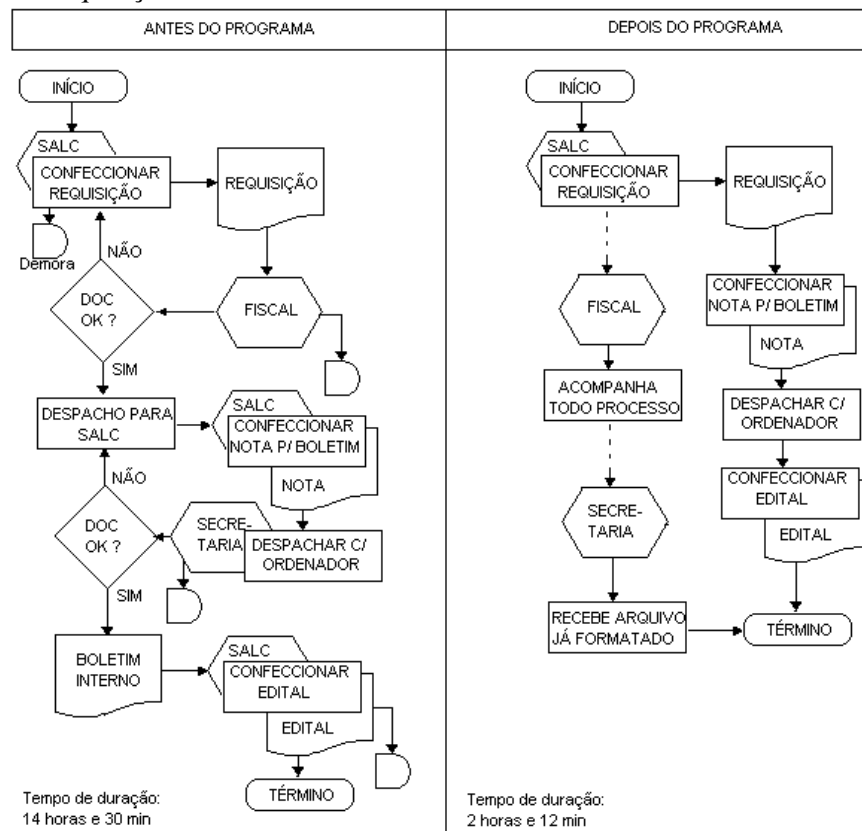 ANTES DO PROGRAMA
INÍCIO
SALC
CONFECCIONAR
REQUISIÇÃO
REQUISIÇÃO
Demora
NÃO
DOC
OK ?
FISCAL
SIM
DESPACHO PARA
SALC
SALC
CONFECCIONAR
NOTA P/ BOLETIM
NOTA
NÃO
DOC
OK ?
SECRE-
TARIA
DESPACHAR C/
ORDENADOR
SIM
BOLETIM
INTERNO
SALC
CONFECCIONAR
EDITAL
EDITAL
TÉRMINO
Tempo de duração:
14 horas e 30 min
DEPOIS DO PROGRAMA
INÍCIO
SALC
CONFECCIONAR
REQUISIÇÃO
REQUISIÇÃO
FISCAL
CONFECCIONAR
NOTA P/ BOLETIM
NOTA
ACOMPANHA
TODO PROCESSO
DESPACHAR C/
ORDENADOR
CONFECCIONAR
EDITAL
EDITAL
SECRE-
TARIA
RECEBE ARQUIVO
JÁ FORMATADO
TÉRMINO
Tempo de duração:
2 horas e 12 min